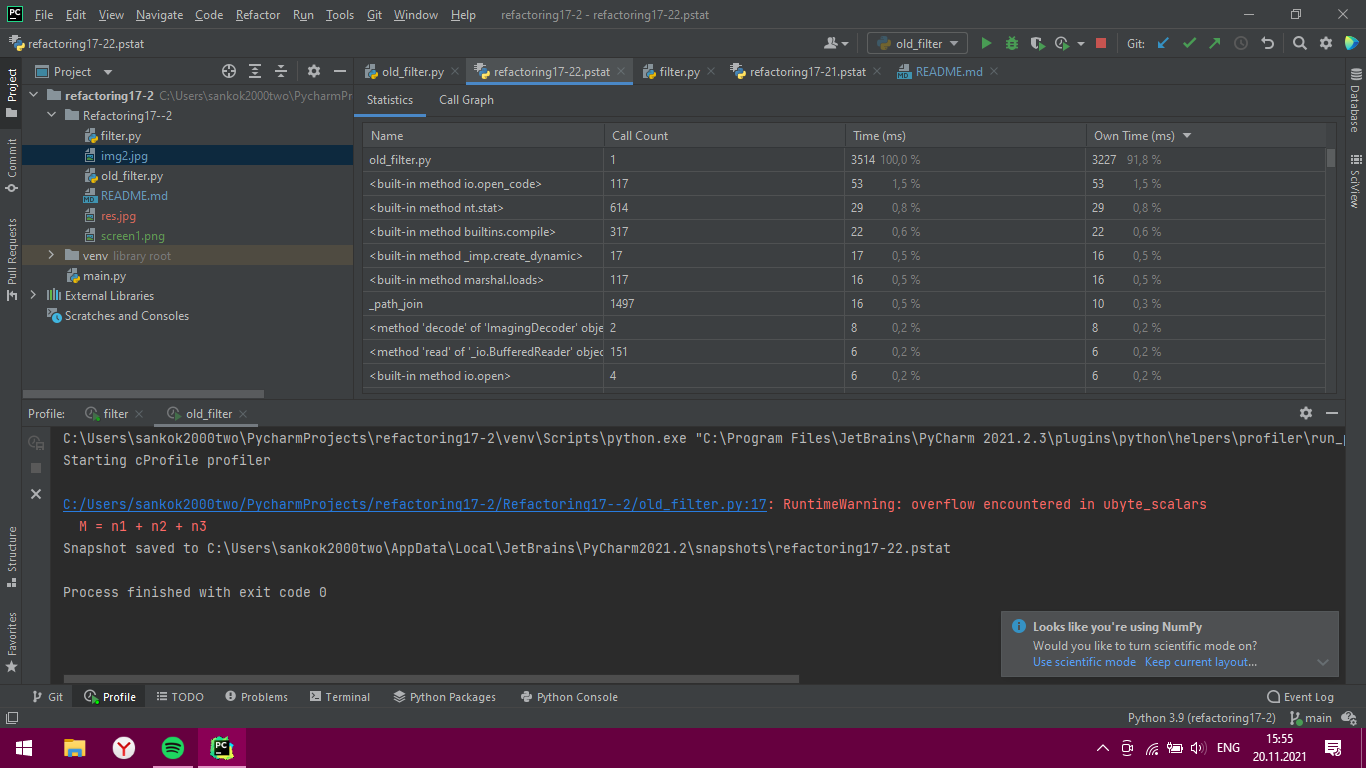 PC File Edit View Navigate Code Refactor Run Tools Git Window Help refactoring17-2 - refactoring17-22.pstat
refactoring17-22.pstat old_filter Git:
Project
old_filter.py refactoring17-22.pstat filter.py refactoring17-21.pstat README.md
refactoring17-2 C:\Users\sankok2000two\PycharmPr
Refactoring17--2
filter.py
img2.jpg
old_filter.py
README.md
res.jpg
screen1.png
venv library root
main.py
External Libraries
Scratches and Consoles
Project
Commit
Pull Requests
Structure
Favorites
Database
SciView
Statistics Call Graph
Name Call Count Time (ms) Own Time (ms)
old_filter.py 1 3514 100,0 % 3227 91,8 %
<built-in method io.open_code> 117 53 1,5 % 53 1,5 %
<built-in method nt.stat> 614 29 0,8 % 29 0,8 %
<built-in method builtins.compile> 317 22 0,6 % 22 0,6 %
<built-in method _imp.create_dynamic> 17 17 0,5 % 16 0,5 %
<built-in method marshal.loads> 117 16 0,5 % 16 0,5 %
_path_join 1497 16 0,5 % 10 0,3 %
<method 'decode' of 'ImagingDecoder' obje 2 8 0,2 % 8 0,2 %
<method 'read' of '_io.BufferedReader' objec 151 6 0,2 % 6 0,2 %
<built-in method io.open> 4 6 0,2 % 6 0,2 %
Profile: filter old_filter
C:\Users\sankok2000two\PycharmProjects\refactoring17-2\venv\Scripts\python.exe "C:\Program Files\JetBrains\PyCharm 2021.2.3\plugins\python\helpers\profiler\run_p
Starting cProfile profiler
C:/Users/sankok2000two/PycharmProjects/refactoring17-2/Refactoring17--2/old_filter.py:17: RuntimeWarning: overflow encountered in ubyte_scalars
M = n1 + n2 + n3
Snapshot saved to C:\Users\sankok2000two\AppData\Local\JetBrains\PyCharm2021.2\snapshots\refactoring17-22.pstat
Process finished with exit code 0
Looks like you're using NumPy
Would you like to turn scientific mode on?
Use scientific mode Keep current layout...
Git Profile TODO Problems Terminal Python Packages Python Console Event Log
Python 3.9 (refactoring17-2) main
ENG
15:55
20.11.2021